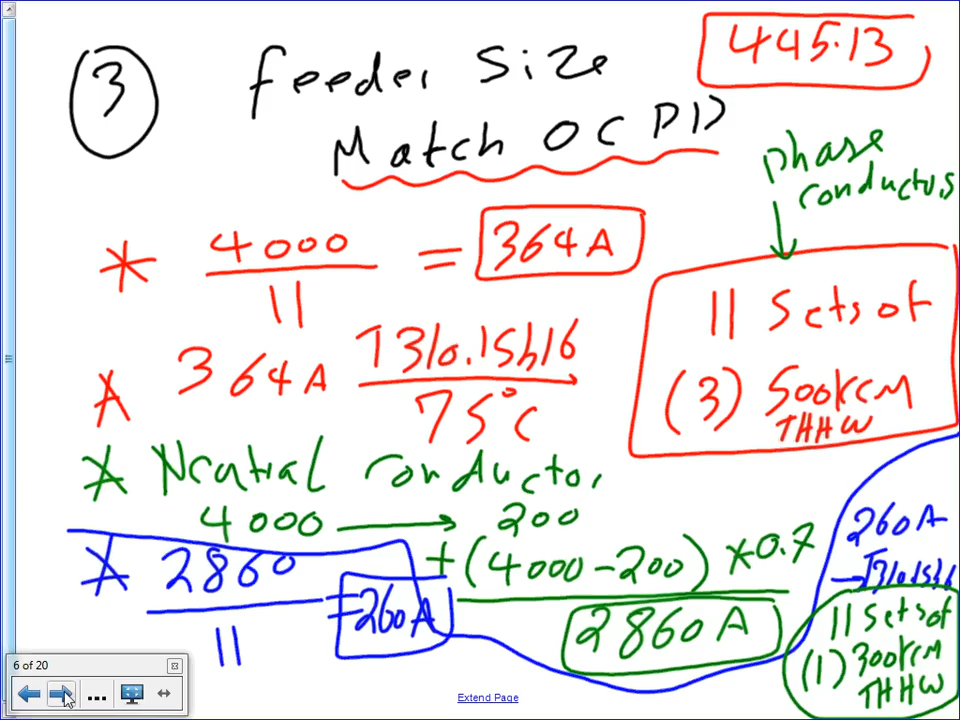 3
Feeder Size
445.13
Match OCPD
phase
conductors
* 4000 / 11 = 364A
11 Sets of
(3) 500KCM
THHW
* 364A T310.15b16
75°C
* Neutral conductor
4000 → 200
+ (4000 - 200) * 0.7
2860A
* 2860 / 11 = 260A
260A
→ T310.15b16
11 Sets of
(1) 300KCM
THHW
6 of 20
...
Extend Page